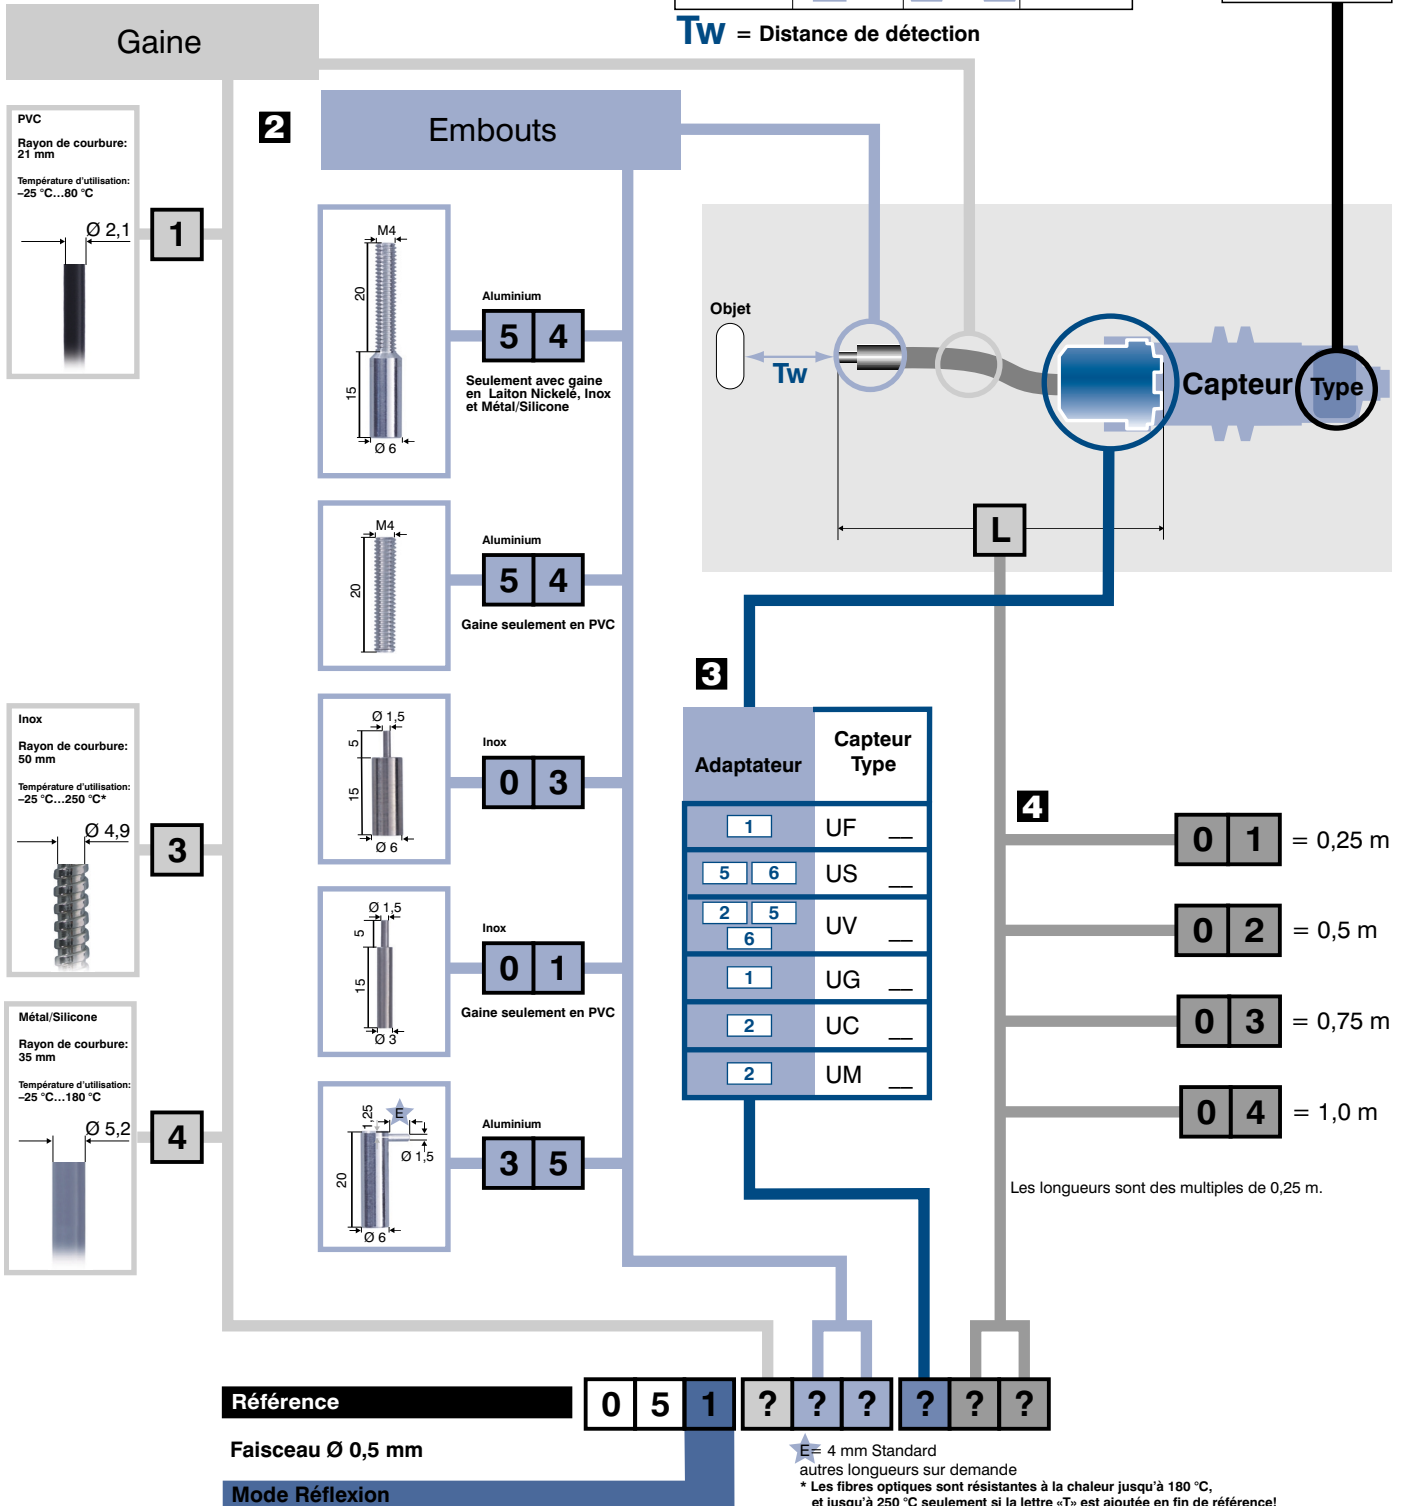 Gaine
Tw = Distance de détection
PVC
Rayon de courbure:
21 mm
Température d'utilisation:
–25 °C...80 °C
Ø 2,1
1
2
Embouts
M4
20
15
Ø 6
Aluminium
5 4
Seulement avec gaine
en Laiton Nickelé, Inox
et Métal/Silicone
Objet
Tw
Capteur
Type
L
M4
20
Aluminium
5 4
Gaine seulement en PVC
Inox
Rayon de courbure:
50 mm
Température d'utilisation:
–25 °C...250 °C*
Ø 4,9
3
Ø 1,5
5
15
Ø 6
Inox
0 3
Ø 1,5
5
15
Ø 3
Inox
0 1
Gaine seulement en PVC
Métal/Silicone
Rayon de courbure:
35 mm
Température d'utilisation:
–25 °C...180 °C
Ø 5,2
4
1,25
E
Ø 1,5
20
Ø 6
Aluminium
3 5
3
Adaptateur
Capteur
Type
1 UF __
5 6 US __
2 5
6 UV __
1 UG __
2 UC __
2 UM __
4
0 1 = 0,25 m
0 2 = 0,5 m
0 3 = 0,75 m
0 4 = 1,0 m
Les longueurs sont des multiples de 0,25 m.
Référence
0 5 1 ? ? ? ? ? ?
Faisceau Ø 0,5 mm
Mode Réflexion
E= 4 mm Standard
autres longueurs sur demande
* Les fibres optiques sont résistantes à la chaleur jusqu'à 180 °C,
et jusqu'à 250 °C seulement si la lettre «T» est ajoutée en fin de référence!